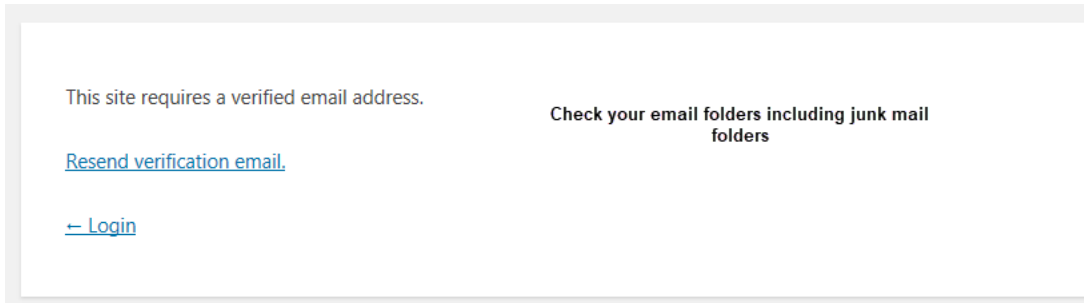 This site requires a verified email address.
Check your email folders including junk mail
folders
Resend verification email.
← Login